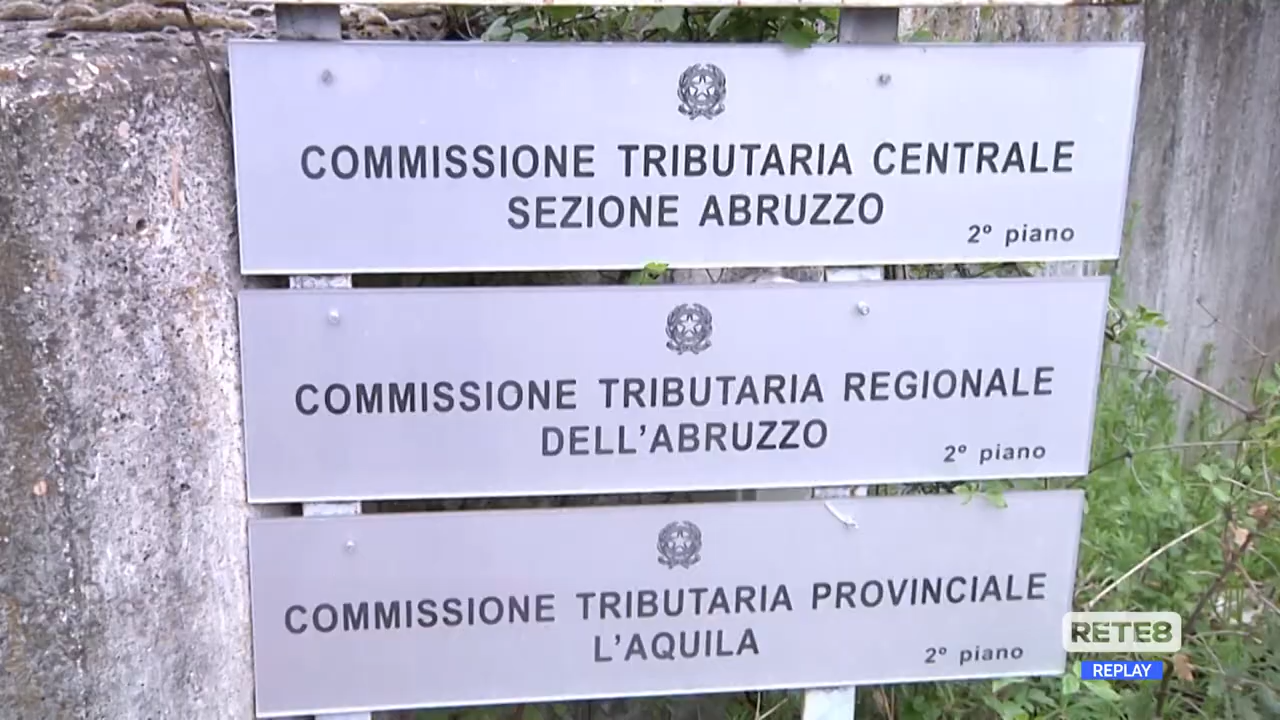 COMMISSIONE TRIBUTARIA CENTRALE
SEZIONE ABRUZZO
2º piano
COMMISSIONE TRIBUTARIA REGIONALE
DELL'ABRUZZO
2º piano
COMMISSIONE TRIBUTARIA PROVINCIALE
L'AQUILA
2º piano
RETE8
REPLAY